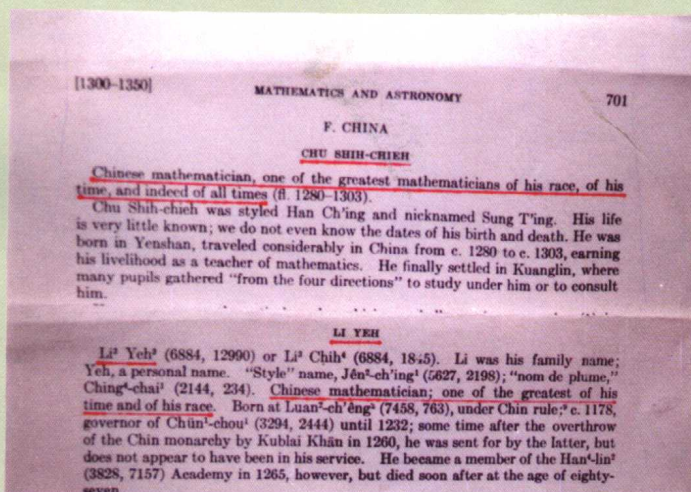 [1300–1350]
MATHEMATICS AND ASTRONOMY
701
F. CHINA
CHU SHIH-CHIEH
Chinese mathematician, one of the greatest mathematicians of his race, of his
time, and indeed of all times (fl. 1280–1303).
Chu Shih-chieh was styled Han Ch'ing and nicknamed Sung T'ing. His life
is very little known; we do not even know the dates of his birth and death. He was
born in Yenshan, traveled considerably in China from c. 1280 to c. 1303, earning
his livelihood as a teacher of mathematics. He finally settled in Kuanglin, where
many pupils gathered "from the four directions" to study under him or to consult
him.
LI YEH
Li³ Yeh² (6884, 12990) or Li³ Chih⁴ (6884, ). Li was his family name;
Yeh, a personal name. "Style" name, Jên²-ch'ing¹ (5627, 2198); "nom de plume,"
Ching⁴-chai¹ (2144, 234). Chinese mathematician; one of the greatest of his
time and of his race. Born at Luan²-ch'êng² (7458, 763), under Chin rule; c. 1178,
governor of Chün¹-chou¹ (3294, 2444) until 1232; some time after the overthrow
of the Chin monarchy by Kublai Khān in 1260, he was sent for by the latter, but
does not appear to have been in his service. He became a member of the Han⁴-lin²
(3828, 7157) Academy in 1265, however, but died soon after at the age of eighty-
seven